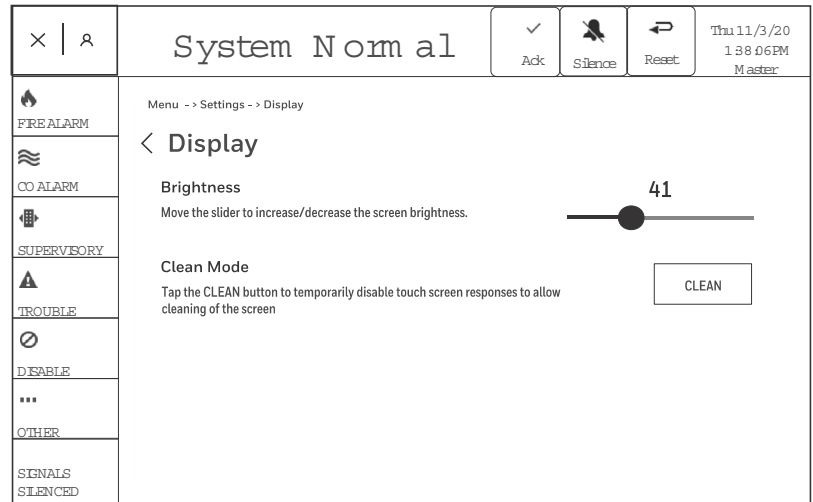 System Normal
Ack
Silence
Reset
Thu 11/3/20
1:38:06PM
Master
FIRE ALARM
CO ALARM
SUPERVISORY
TROUBLE
DISABLE
OTHER
SIGNALS
SILENCED
Menu -> Settings -> Display
Display
Brightness
Move the slider to increase/decrease the screen brightness.
41
Clean Mode
Tap the CLEAN button to temporarily disable touch screen responses to allow
cleaning of the screen
CLEAN